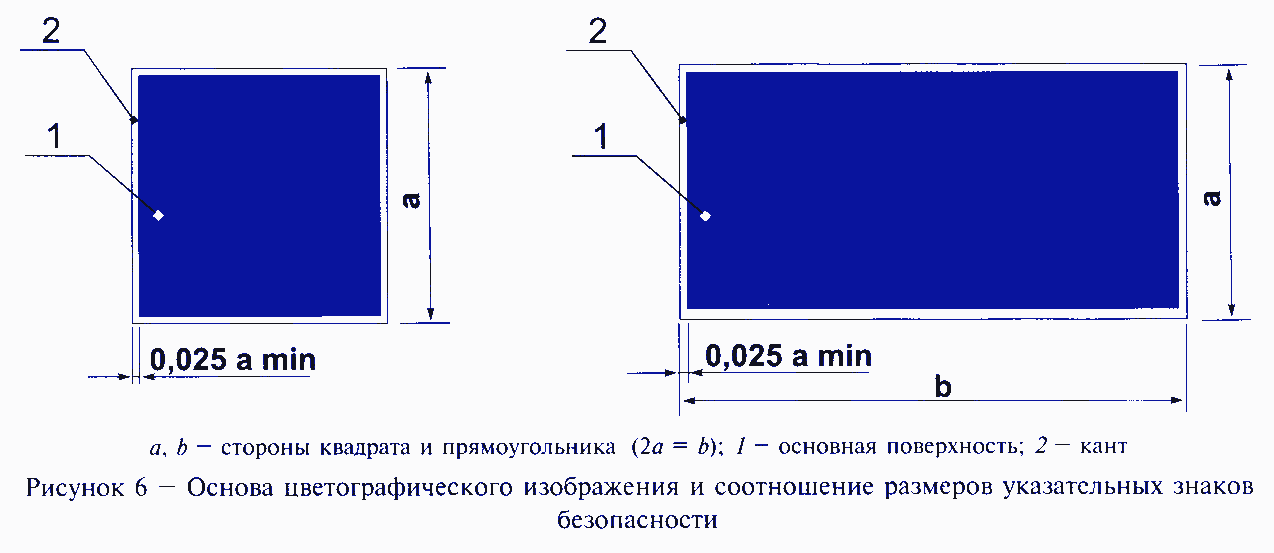 2
2
1
1
a
a
0,025 a min
0,025 a min
b
a, b – стороны квадрата и прямоугольника (2a = b); 1 – основная поверхность; 2 – кант
Рисунок 6 – Основа цветографического изображения и соотношение размеров указательных знаков
безопасности